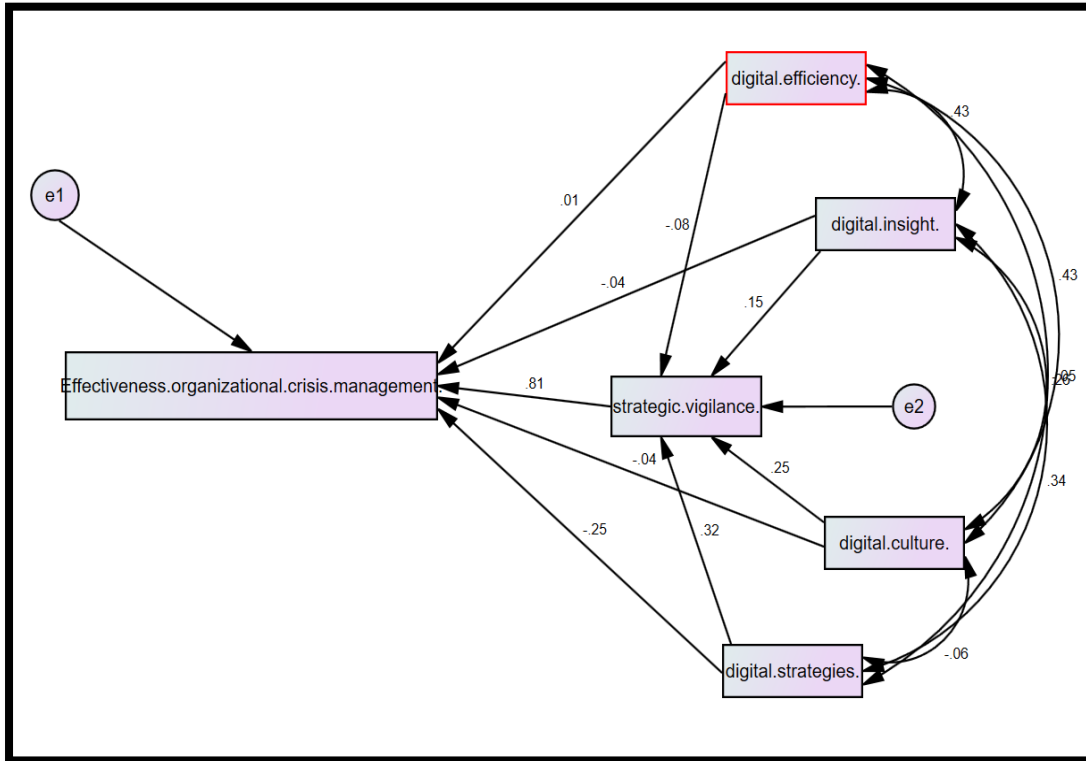 digital.efficiency.
.43
e1
digital.insight.
.01
-.08
-.04
.15
.43
Effectiveness.organizational.crisis.management.
.81
strategic.vigilance.
e2
.05
-.04
.25
.34
-.25
.32
digital.culture.
digital.strategies.
-.06